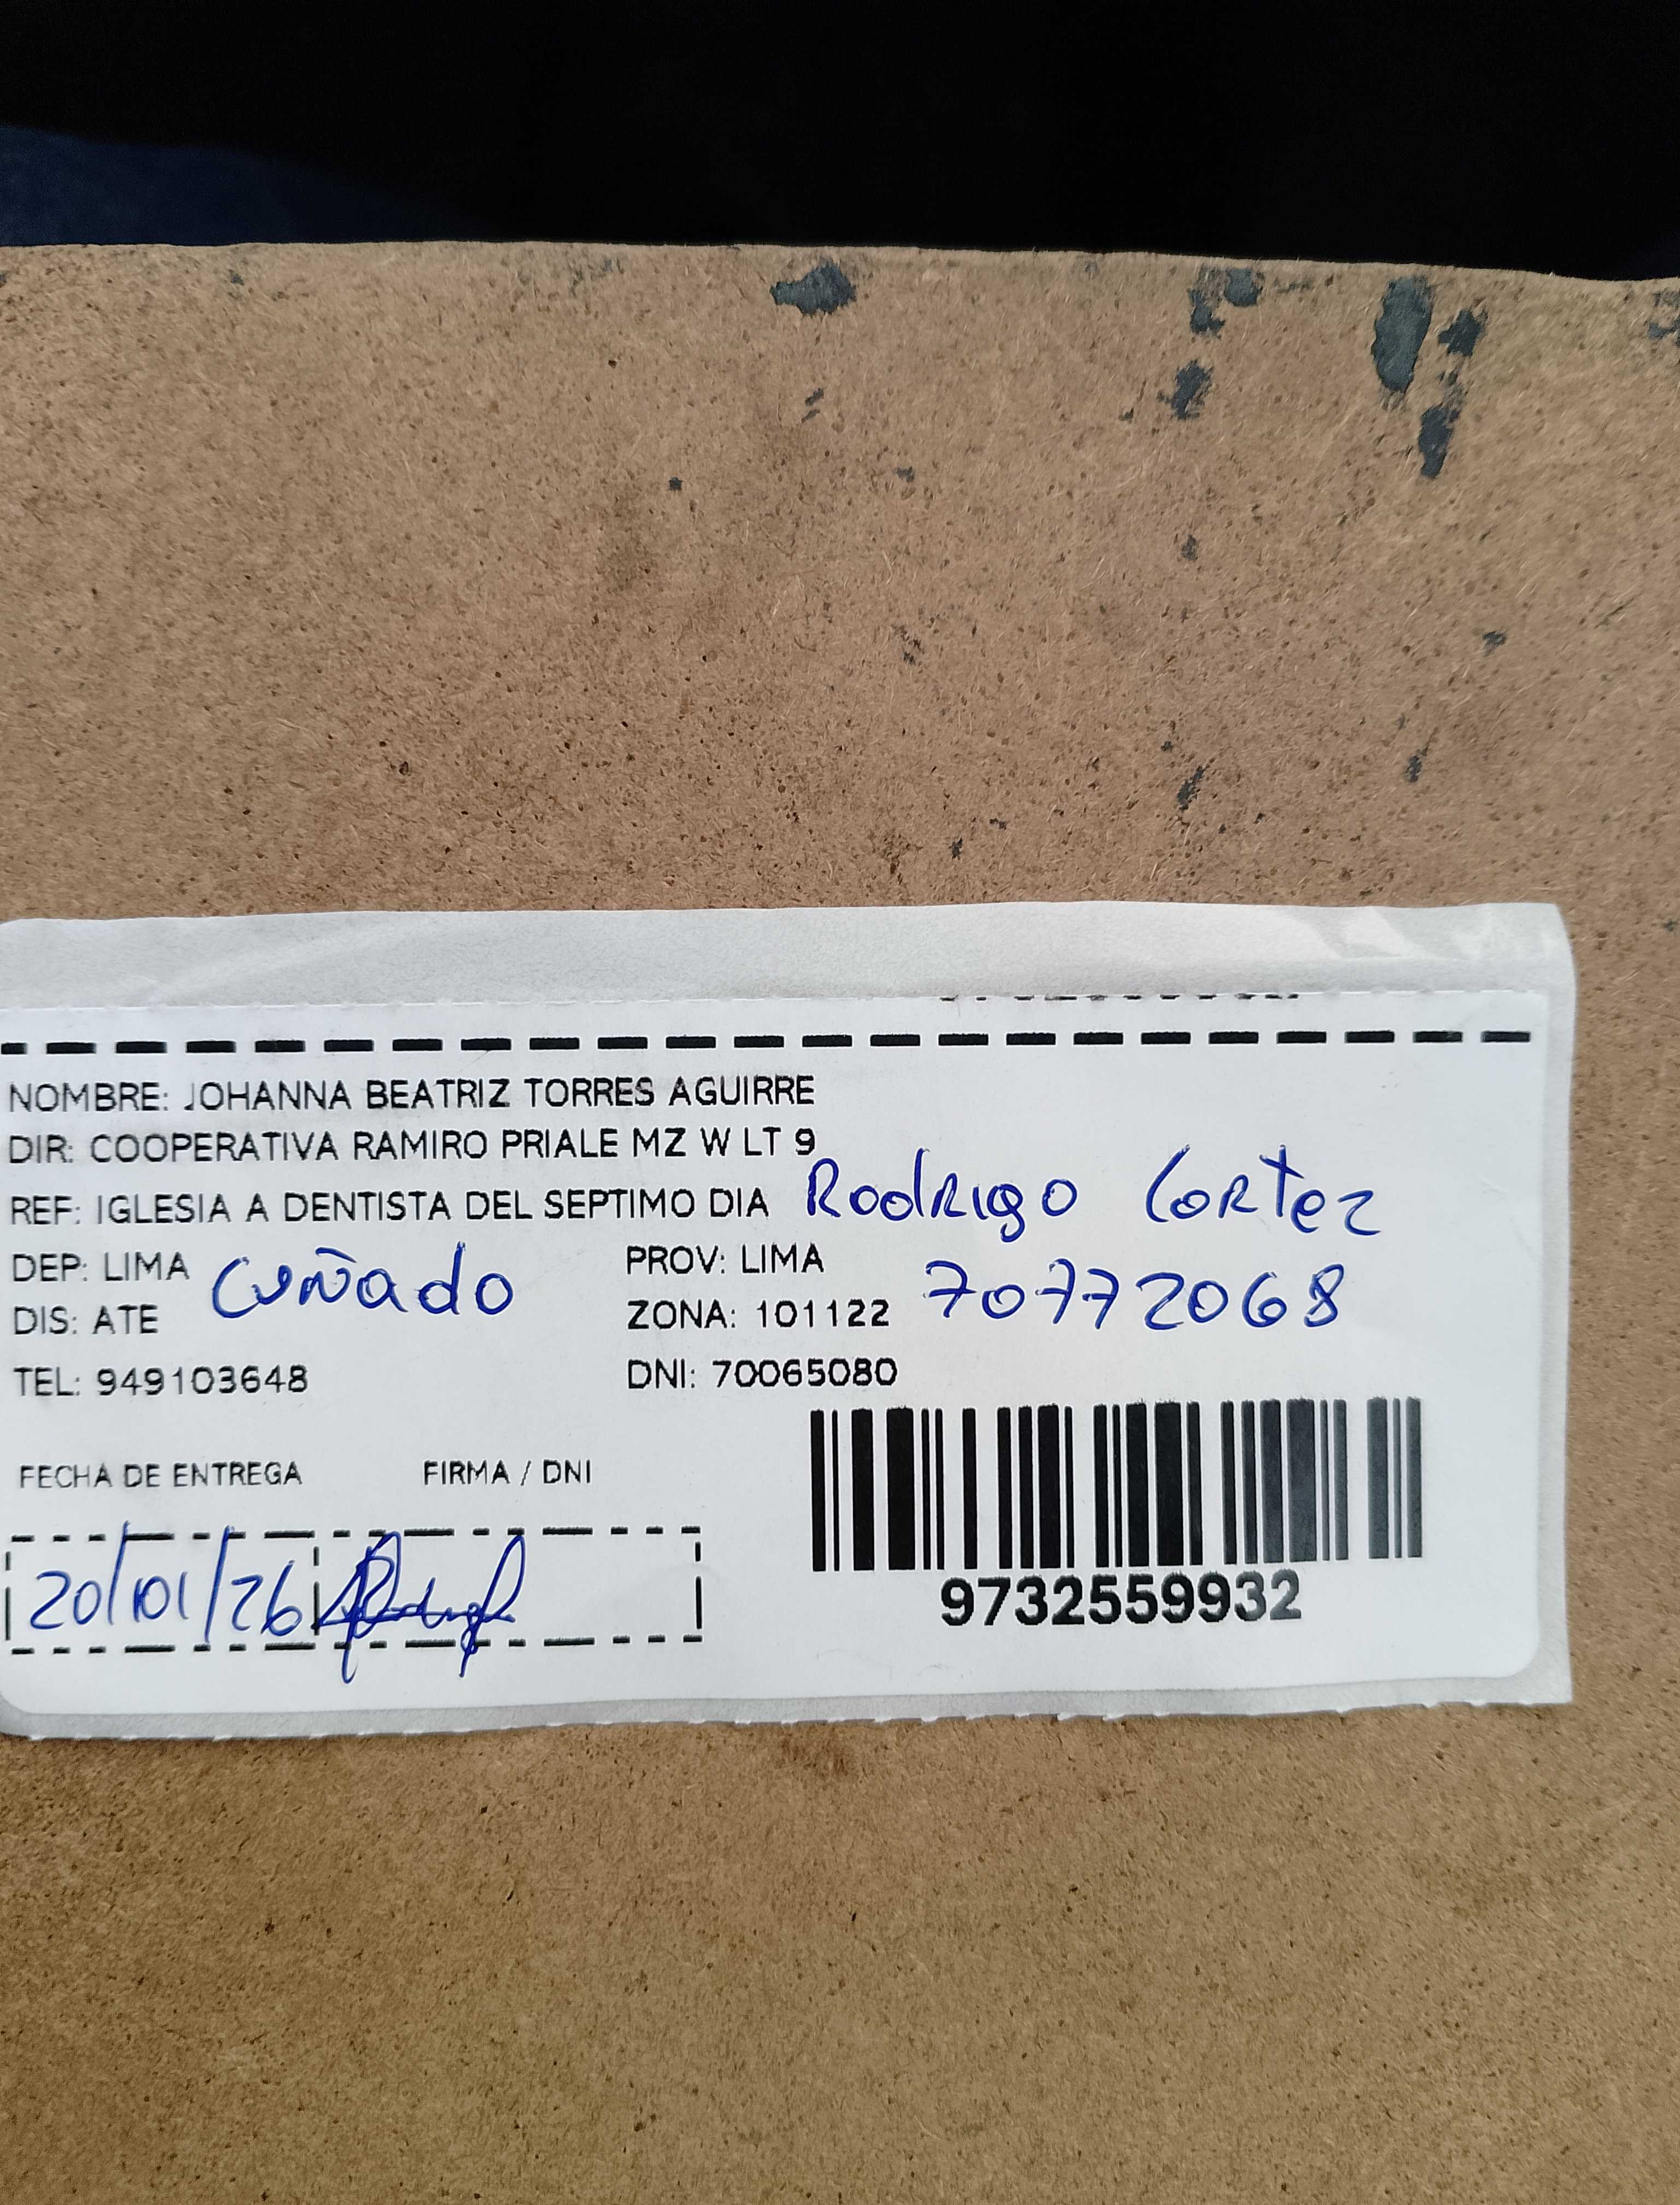 NOMBRE: JOHANNA BEATRIZ TORRES AGUIRRE
DIR: COOPERATIVA RAMIRO PRIALE MZ W LT 9
REF: IGLESIA A DENTISTA DEL SEPTIMO DIA Rodrigo Cortez
DEP: LIMA cuñado PROV: LIMA 70772068
DIS: ATE ZONA: 101122
TEL: 949103648 DNI: 70065080
FECHA DE ENTREGA FIRMA / DNI
20/01/26
9732559932